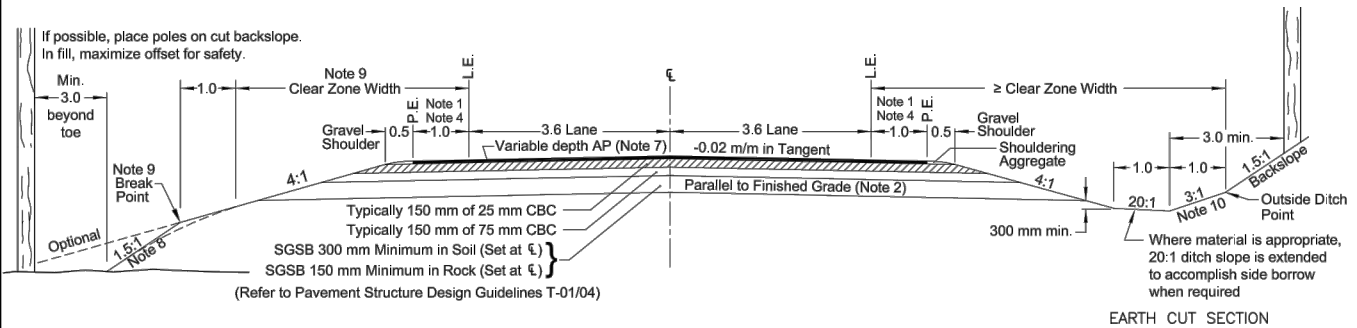 If possible, place poles on cut backslope.
In fill, maximize offset for safety.
Min.
3.0
beyond
toe
1.0
Note 9
Clear Zone Width
L.E.
℄
L.E.
≥ Clear Zone Width
P.E.
Note 1
Note 4
Note 1
Note 4
P.E.
Gravel
Shoulder
0.5
1.0
3.6 Lane
3.6 Lane
1.0
0.5
Gravel
Shoulder
3.0 min.
Variable depth AP (Note 7)
-0.02 m/m in Tangent
Shouldering
Aggregate
Note 9
Break
Point
4:1
Parallel to Finished Grade (Note 2)
4:1
1.0
1.0
1.5:1
Backslope
Optional
1.5:1
Note 8
Typically 150 mm of 25 mm CBC
Typically 150 mm of 75 mm CBC
SGSB 300 mm Minimum in Soil (Set at ℄)
SGSB 150 mm Minimum in Rock (Set at ℄)
(Refer to Pavement Structure Design Guidelines T-01/04)
300 mm min.
20:1
3:1
Note 10
Outside Ditch
Point
Where material is appropriate,
20:1 ditch slope is extended
to accomplish side borrow
when required
EARTH CUT SECTION